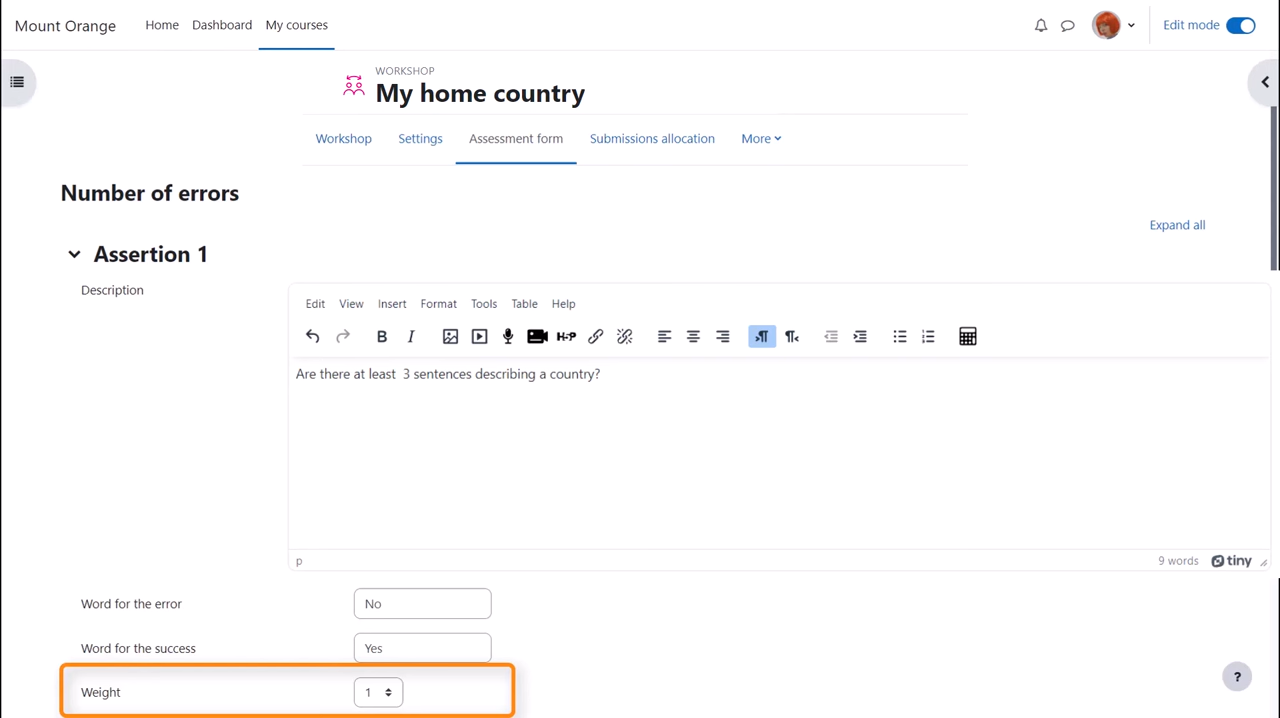 Mount Orange Home Dashboard My courses Edit mode
WORKSHOP
My home country
Workshop Settings Assessment form Submissions allocation More
Number of errors
Expand all
Assertion 1
Description
Edit View Insert Format Tools Table Help
B I H-P
Are there at least 3 sentences describing a country?
p 9 words tiny
Word for the error No
Word for the success Yes
Weight 1
?